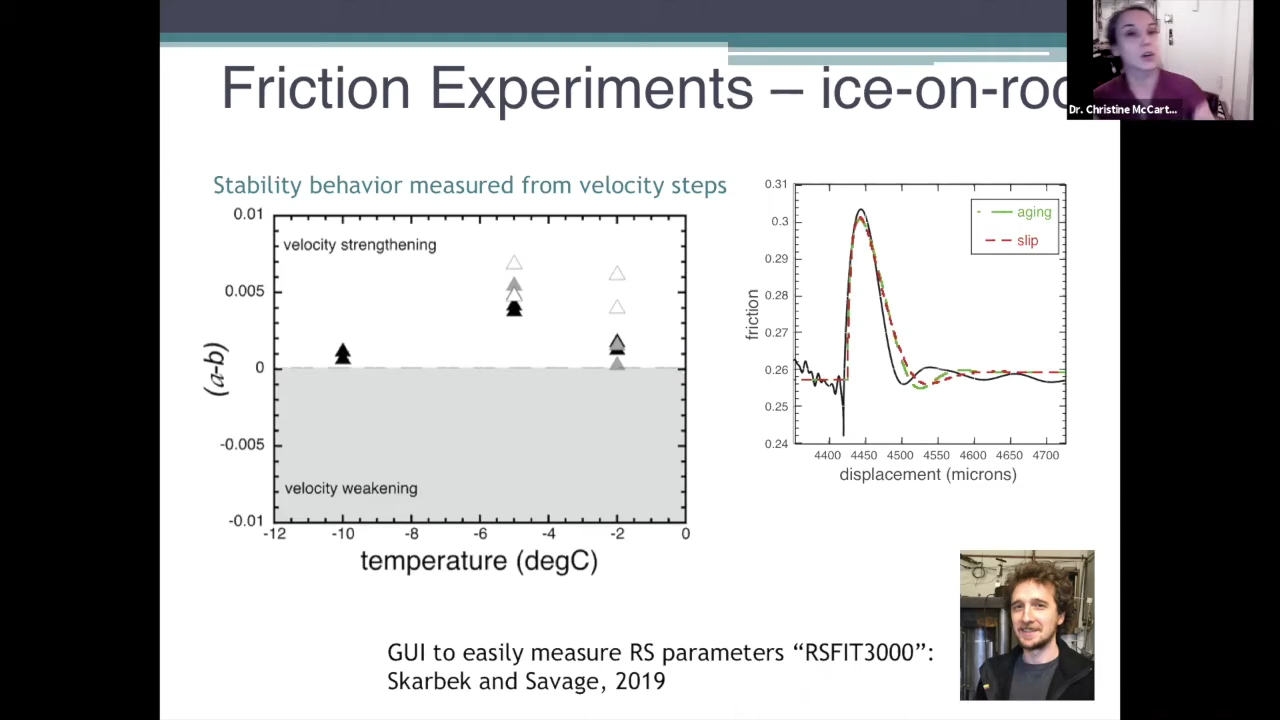 Friction Experiments – ice-on-roc
Dr. Christine McCart...
Stability behavior measured from velocity steps
0.01
velocity strengthening
0.005
0
(a-b)
-0.005
velocity weakening
-0.01
-12 -10 -8 -6 -4 -2 0
temperature (degC)
0.31
aging
0.3
slip
0.29
0.28
friction
0.27
0.26
0.25
0.24
4400 4450 4500 4550 4600 4650 4700
displacement (microns)
GUI to easily measure RS parameters “RSFIT3000”:
Skarbek and Savage, 2019